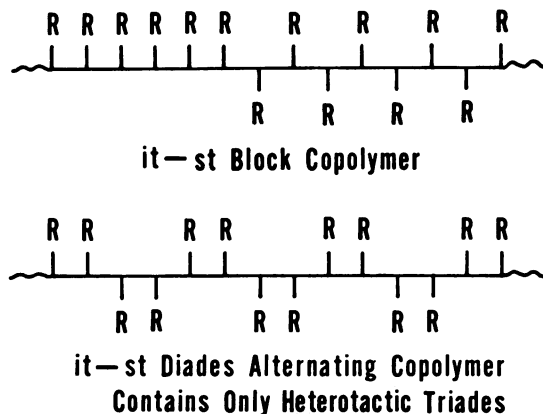 R R R R R R R R R R
R R R R
it—st Block Copolymer
R R R R R R R R
R R R R R R
it—st Diades Alternating Copolymer
Contains Only Heterotactic Triades